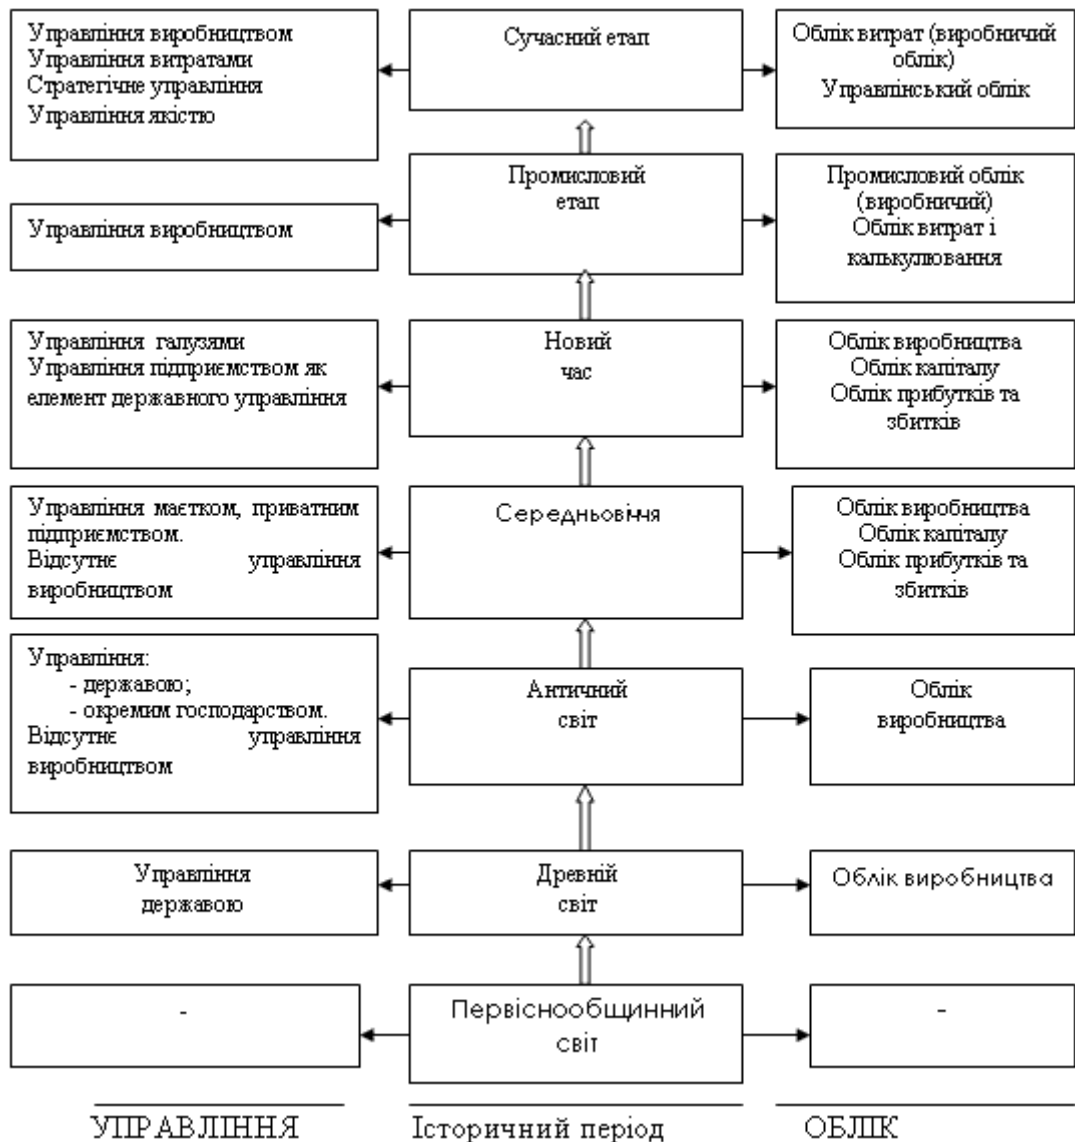 Управління виробництвом
Управління витратами
Стратегічне управління
Управління якістю
Сучасний етап
Облік витрат (виробничий
облік)
Управлінський облік
Управління виробництвом
Промисловий
етап
Промисловий облік
(виробничий)
Облік витрат і
калькулювання
Управління галузями
Управління підприємством як
елемент державного управління
Новий
час
Облік виробництва
Облік капіталу
Облік прибутків та
збитків
Управління маєтком, приватним
підприємством.
Відсутнє управління
виробництвом
Середньовіччя
Облік виробництва
Облік капіталу
Облік прибутків та
збитків
Управління:
- державою;
- окремим господарством.
Відсутнє управління
виробництвом
Античний
світ
Облік
виробництва
Управління
державою
Древній
світ
Облік виробництва
-
Первіснообщинний
світ
-
УПРАВЛІННЯ
Історичний період
ОБЛІК